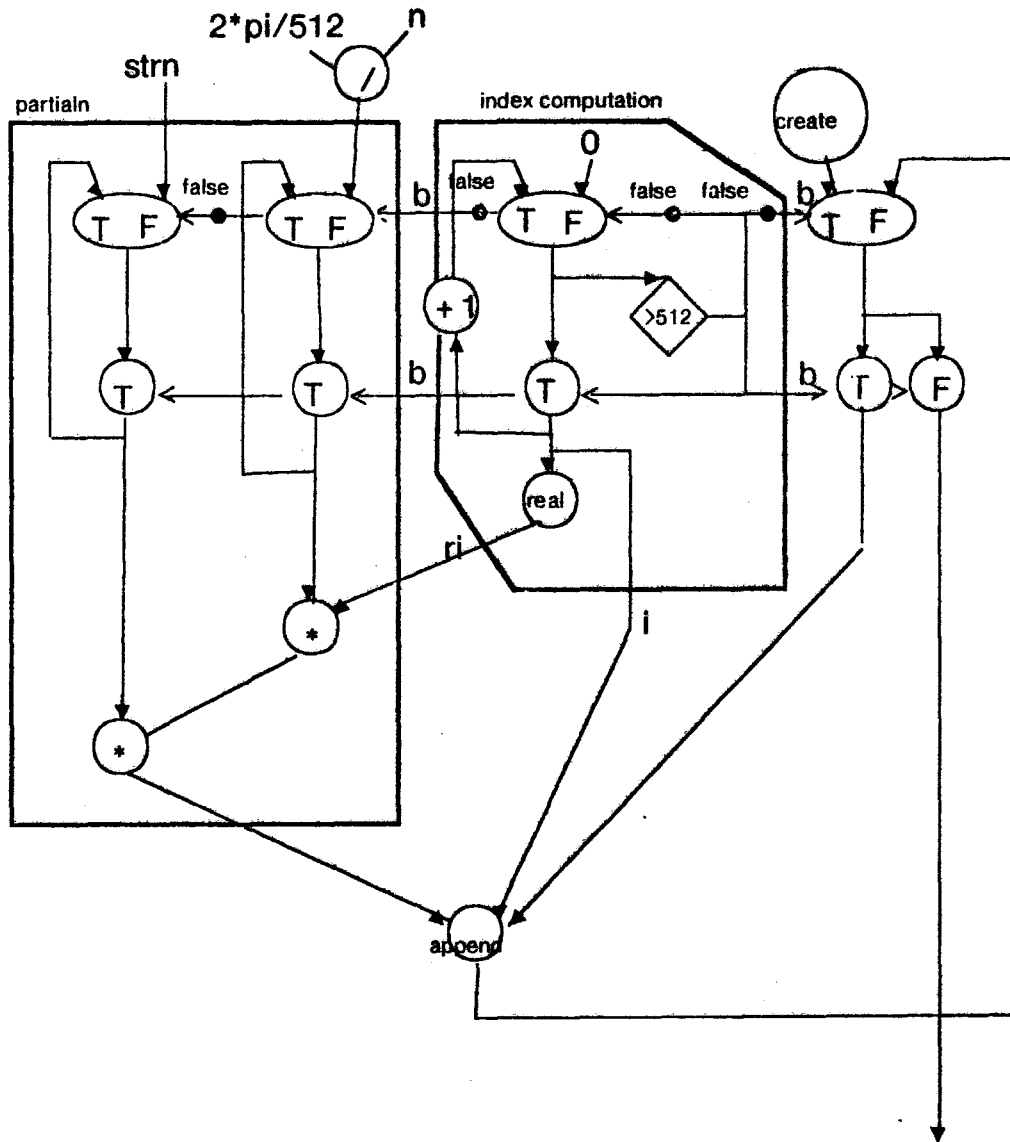 2*pi/512
n
/
strn
partialn
index computation
create
0
false
b
false
false
false
b
T F
T F
T F
T F
+ 1
>512
T
b
T
b
T
b
T
F
real
ri
i
*
*
append